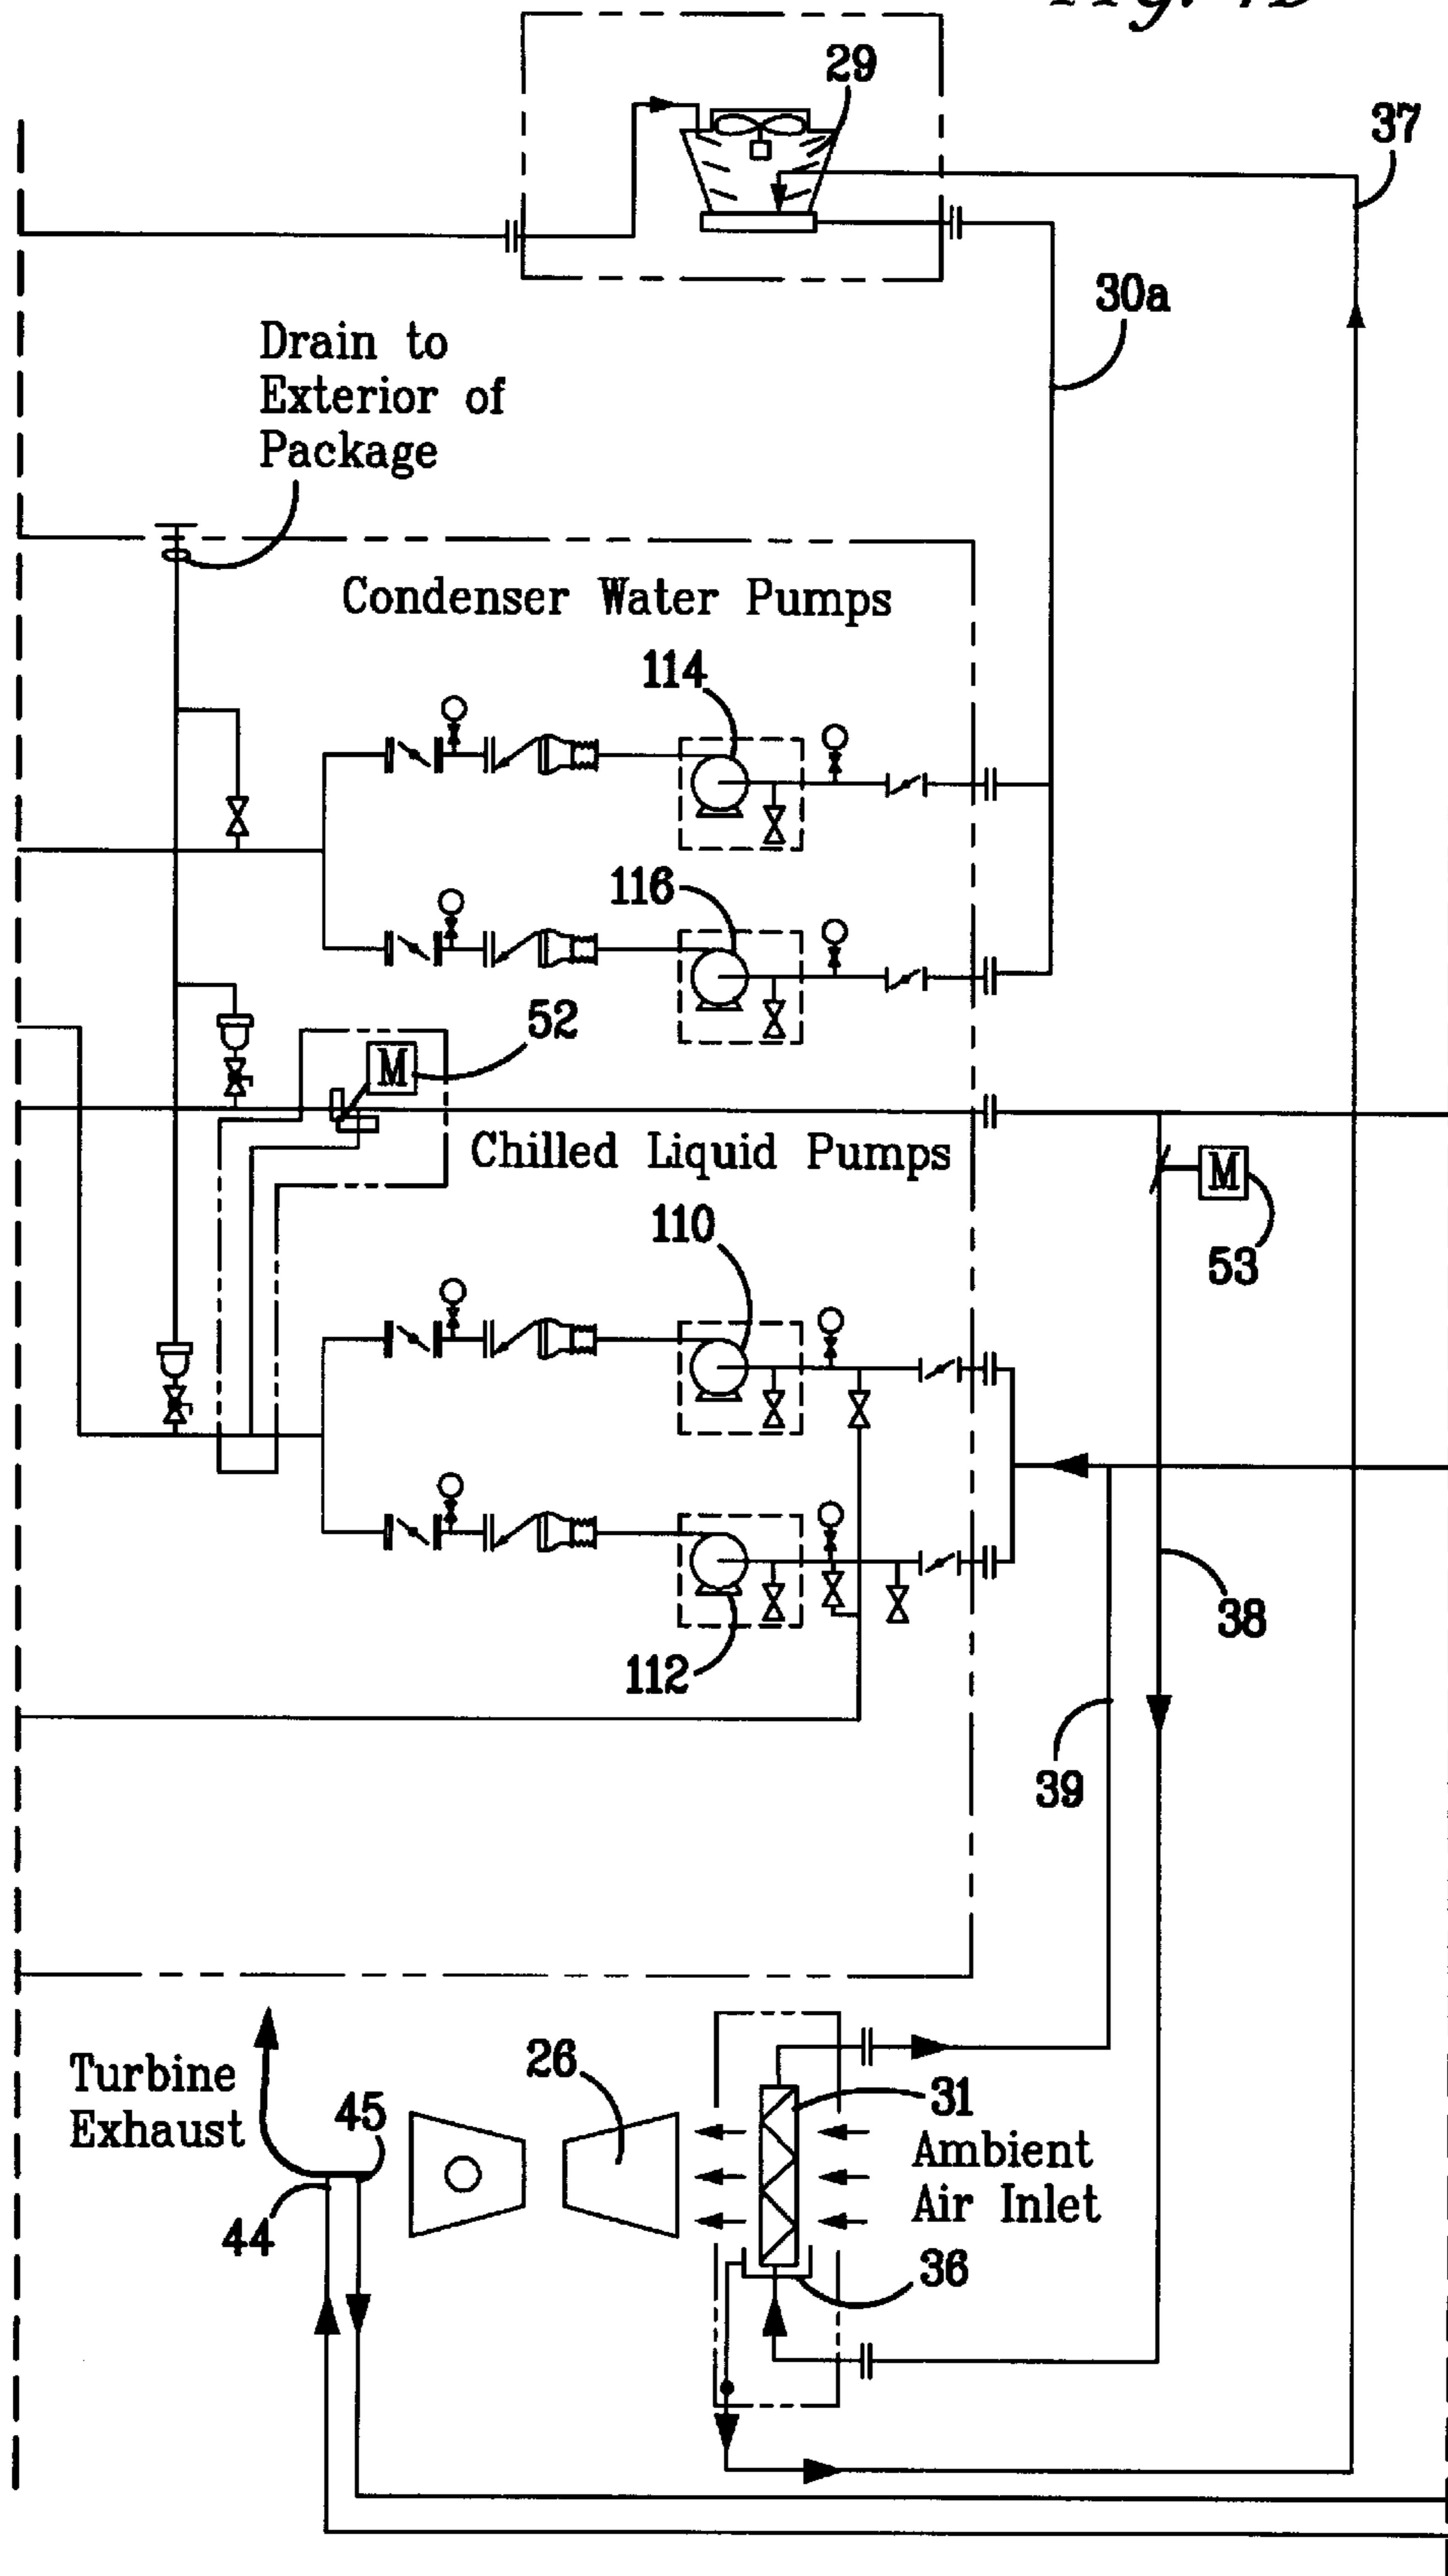 29
37
30a
Drain to
Exterior of
Package
Condenser Water Pumps
114
116
52
M
Chilled Liquid Pumps
M
53
110
38
112
39
Turbine
Exhaust
45
26
31
Ambient
Air Inlet
44
36